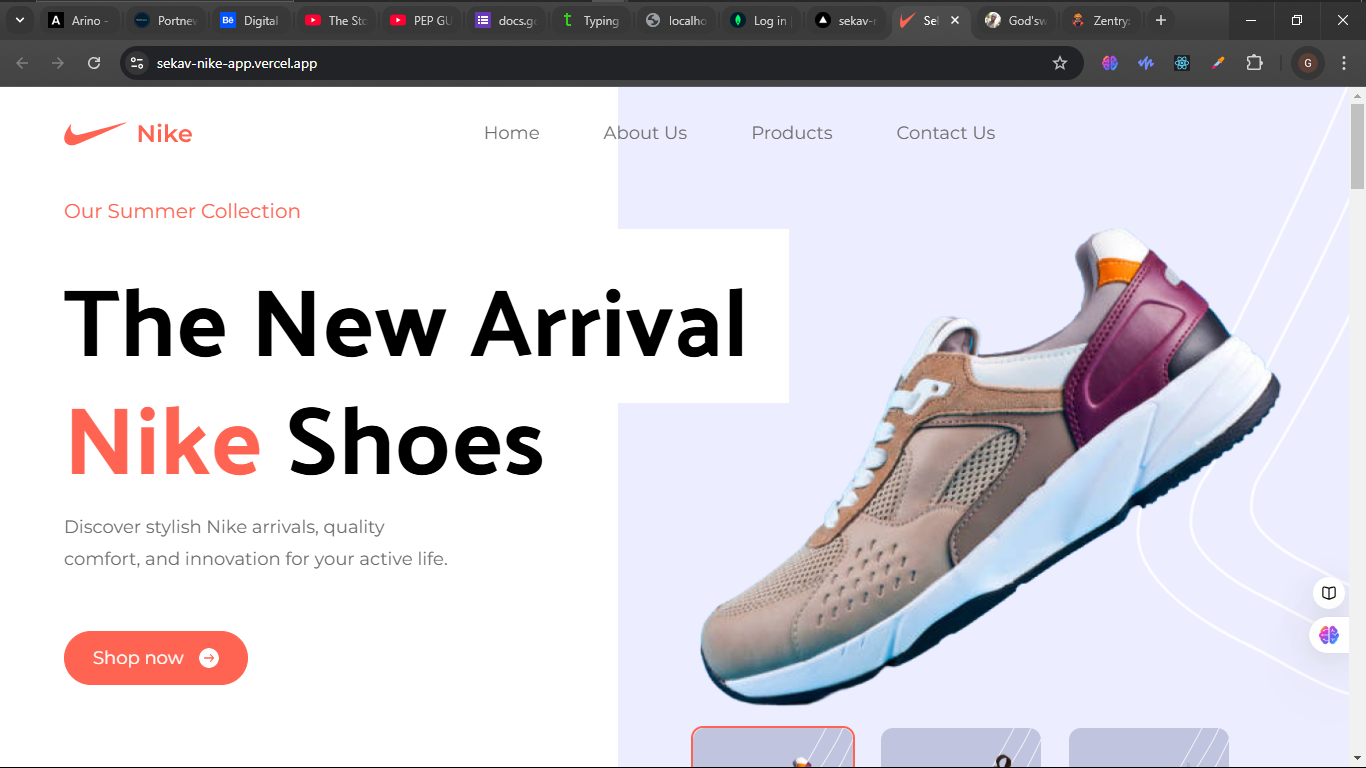 Arino -
Portnev
Bē Digital
The Sto
PEP GU
docs.ge
Typing
localho
Log in
sekav-n
Sel
God'sw
Zentry:
sekav-nike-app.vercel.app
G
Nike
Home
About Us
Products
Contact Us
Our Summer Collection
The New Arrival
Nike Shoes
Discover stylish Nike arrivals, quality
comfort, and innovation for your active life.
Shop now